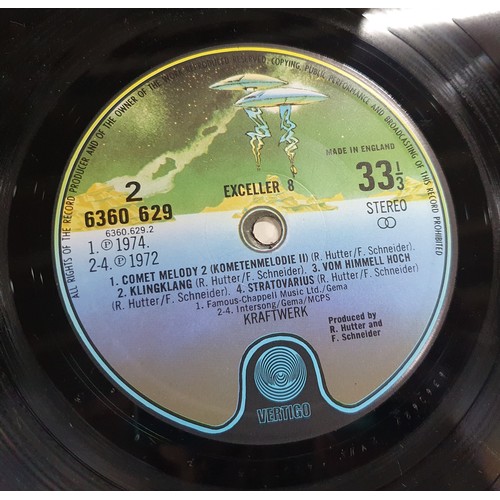 ALL RIGHTS OF THE RECORD PRODUCER AND OF THE OWNER OF THE WORK REPRODUCED RESERVED. COPYING, PUBLIC PERFORMANCE AND BROADCASTING OF THIS RECORD PROHIBITED
MADE IN ENGLAND
2
EXCELLER 8
33 1/3
6360 629
STEREO
6360.629.2
1. ℗ 1974.
2-4. ℗ 1972
1. COMET MELODY 2 (KOMETENMELODIE II) (R. Hutter/F. Schneider).
2. KLINGKLANG (R. Hutter/F. Schneider). 3. VOM HIMMELL HOCH
(R. Hutter/F. Schneider). 4. STRATOVARIUS (R. Hutter/F. Schneider)
1. Famous-Chappell Music Ltd./Gema
2-4. Intersong/Gema/MCPS
KRAFTWERK
Produced by
R. Hutter and
F. Schneider
VERTIGO